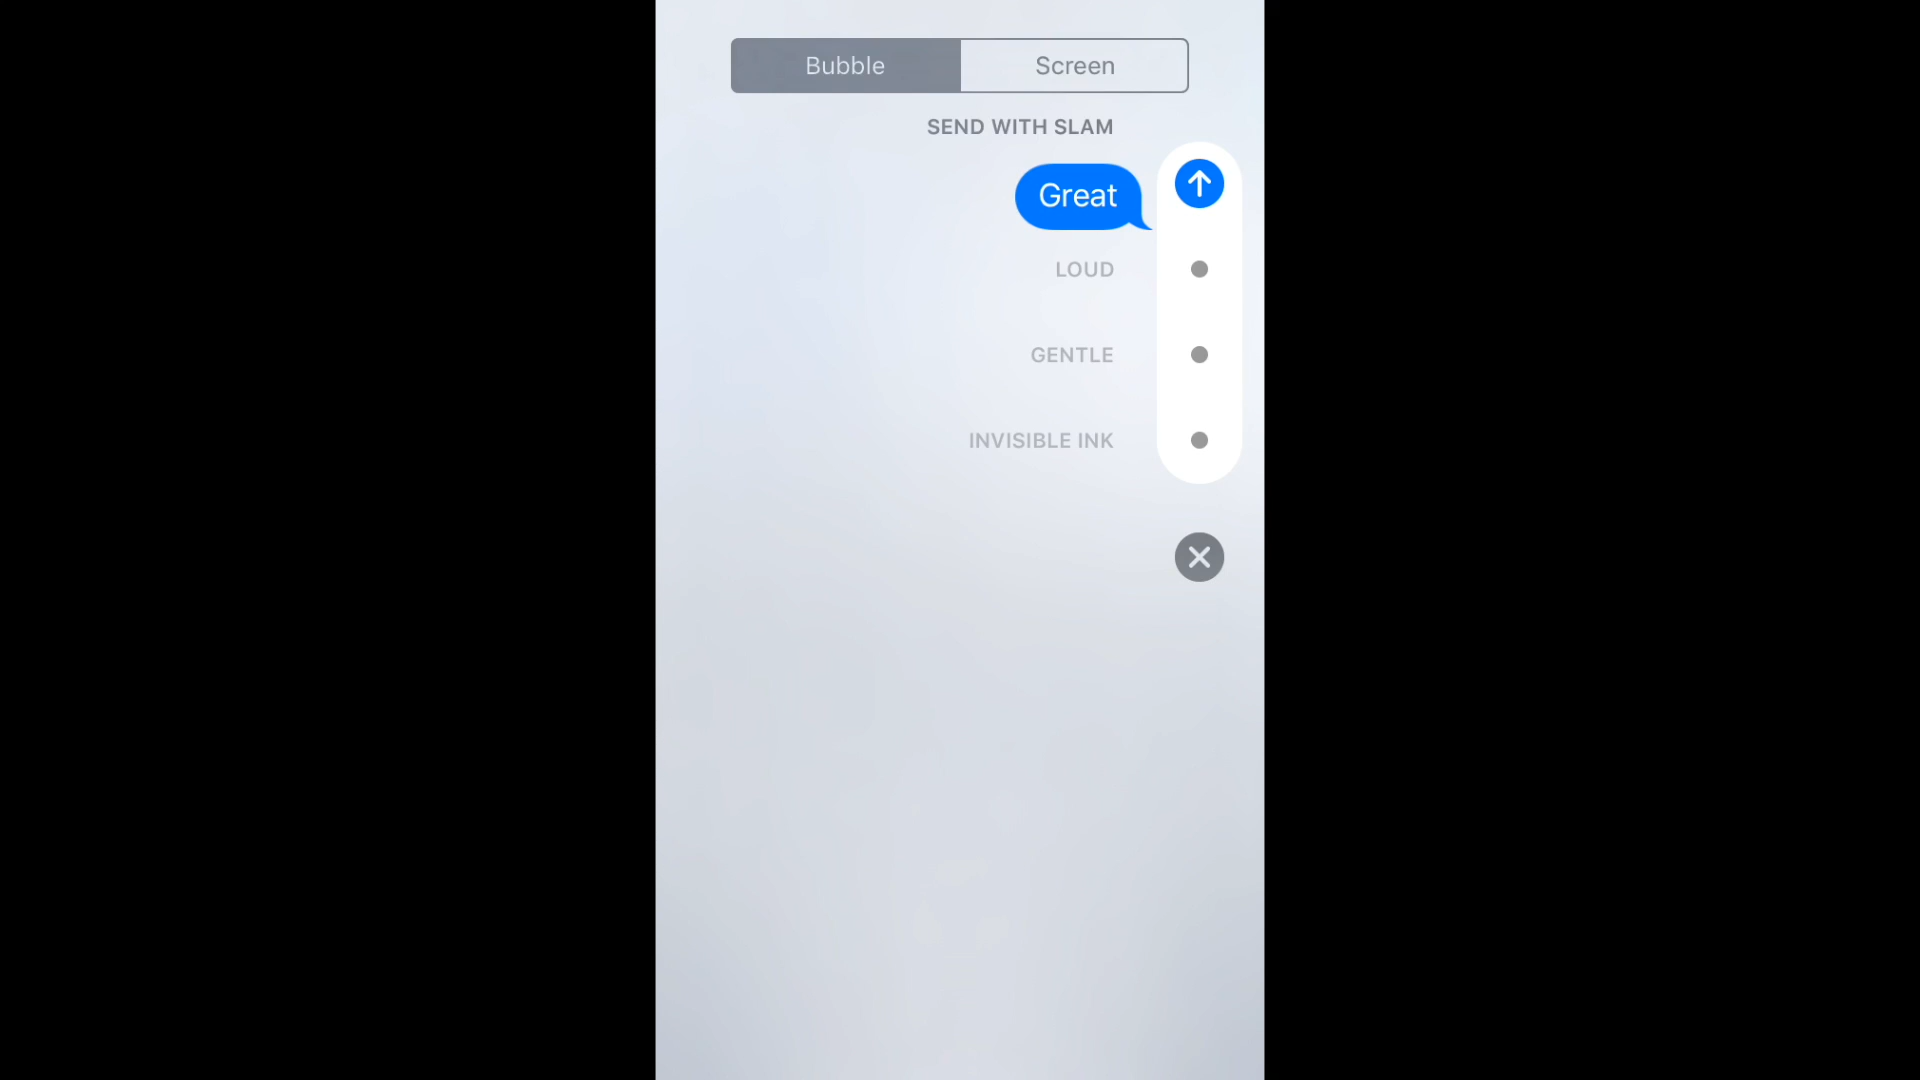 Bubble
Screen
SEND WITH SLAM
Great
LOUD
GENTLE
INVISIBLE INK